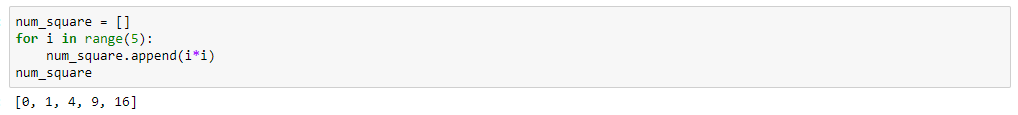 num_square = []
for i in range(5):
    num_square.append(i*i)
num_square
[0, 1, 4, 9, 16]